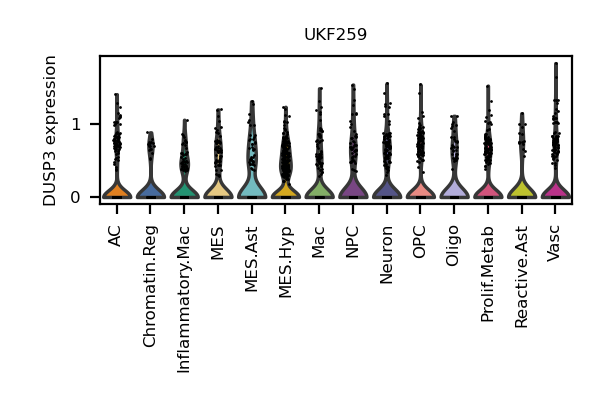 UKF259
DUSP3 expression
1
0
AC
Chromatin.Reg
Inflammatory.Mac
MES
MES.Ast
MES.Hyp
Mac
NPC
Neuron
OPC
Oligo
Prolif.Metab
Reactive.Ast
Vasc